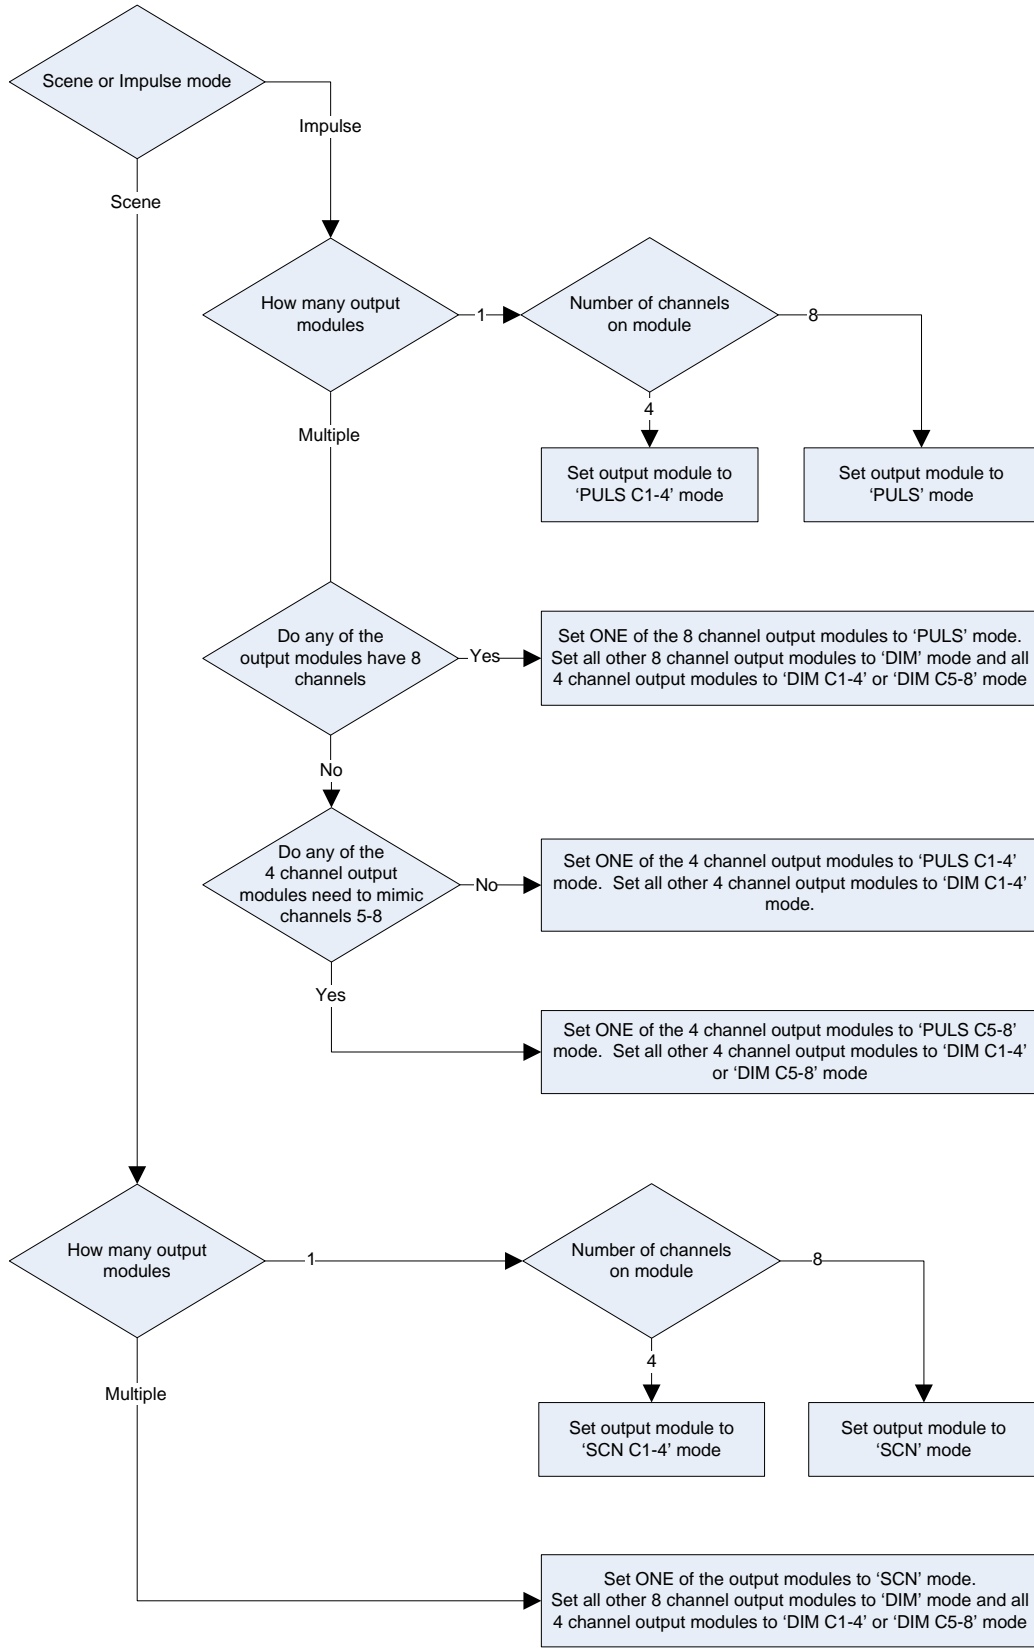 Scene or Impulse mode
Impulse
Scene
How many output
modules
1
Number of channels
on module
8
4
Multiple
Set output module to
‘PULS C1-4’ mode
Set output module to
‘PULS’ mode
Do any of the
output modules have 8
channels
Yes
Set ONE of the 8 channel output modules to ‘PULS’ mode.
Set all other 8 channel output modules to ‘DIM’ mode and all
4 channel output modules to ‘DIM C1-4’ or ‘DIM C5-8’ mode
No
Do any of the
4 channel output
modules need to mimic
channels 5-8
No
Set ONE of the 4 channel output modules to ‘PULS C1-4’
mode.  Set all other 4 channel output modules to ‘DIM C1-4’
mode.
Yes
Set ONE of the 4 channel output modules to ‘PULS C5-8’
mode.  Set all other 4 channel output modules to ‘DIM C1-4’
or ‘DIM C5-8’ mode
How many output
modules
1
Number of channels
on module
8
4
Multiple
Set output module to
‘SCN C1-4’ mode
Set output module to
‘SCN’ mode
Set ONE of the output modules to ‘SCN’ mode.
Set all other 8 channel output modules to ‘DIM’ mode and all
4 channel output modules to ‘DIM C1-4’ or ‘DIM C5-8’ mode